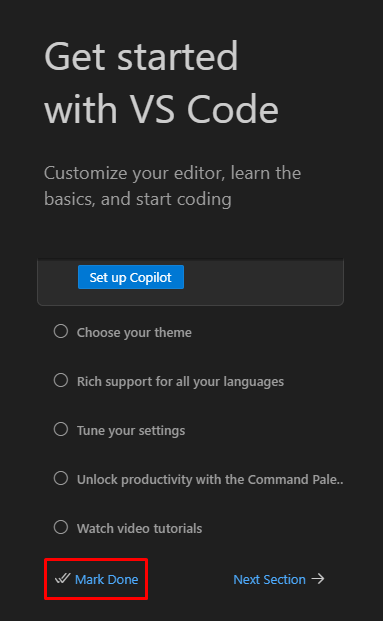 Get started
with VS Code
Customize your editor, learn the
basics, and start coding
Set up Copilot
Choose your theme
Rich support for all your languages
Tune your settings
Unlock productivity with the Command Pale..
Watch video tutorials
Mark Done
Next Section